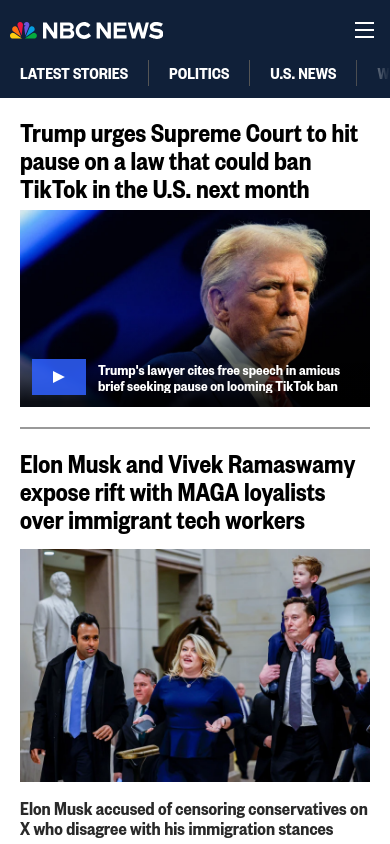 NBC NEWS
LATEST STORIES
POLITICS
U.S. NEWS
Trump urges Supreme Court to hit
pause on a law that could ban
TikTok in the U.S. next month
Trump's lawyer cites free speech in amicus
brief seeking pause on looming TikTok ban
Elon Musk and Vivek Ramaswamy
expose rift with MAGA loyalists
over immigrant tech workers
Elon Musk accused of censoring conservatives on
X who disagree with his immigration stances